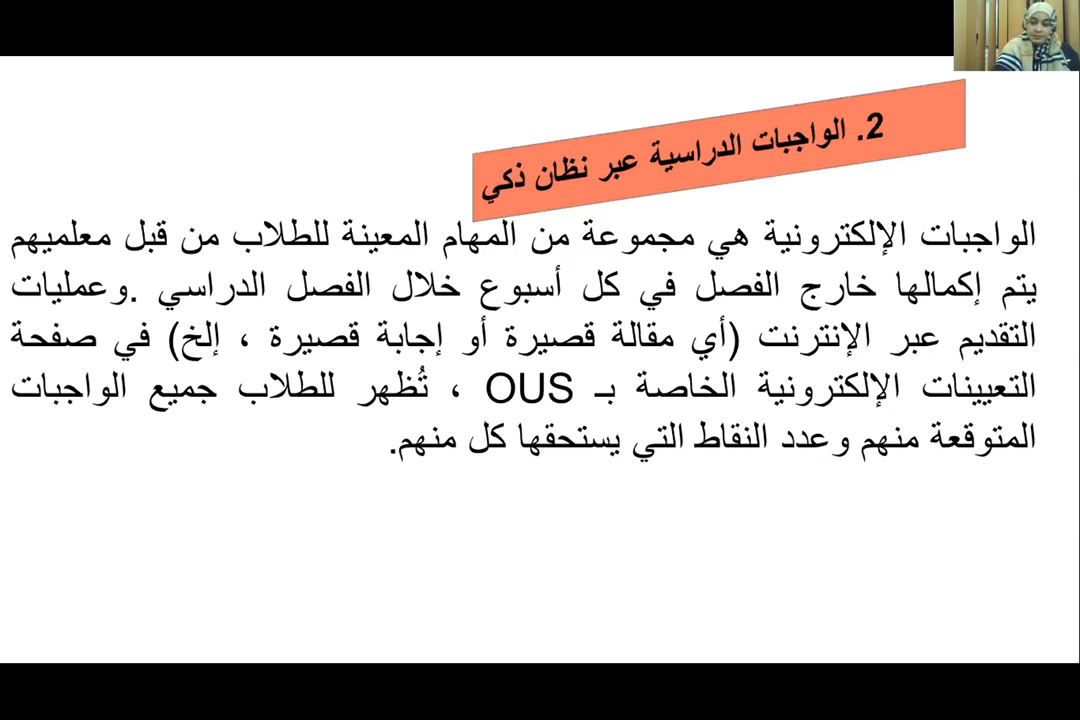 2. الواجبات الدراسية عبر نظان ذكي
الواجبات الإلكترونية هي مجموعة من المهام المعينة للطلاب من قبل معلميهم
يتم إكمالها خارج الفصل في كل أسبوع خلال الفصل الدراسي .وعمليات
التقديم عبر الإنترنت (أي مقالة قصيرة أو إجابة قصيرة ، إلخ) في صفحة
التعيينات الإلكترونية الخاصة بـ OUS ، تُظهر للطلاب جميع الواجبات
المتوقعة منهم وعدد النقاط التي يستحقها كل منهم.